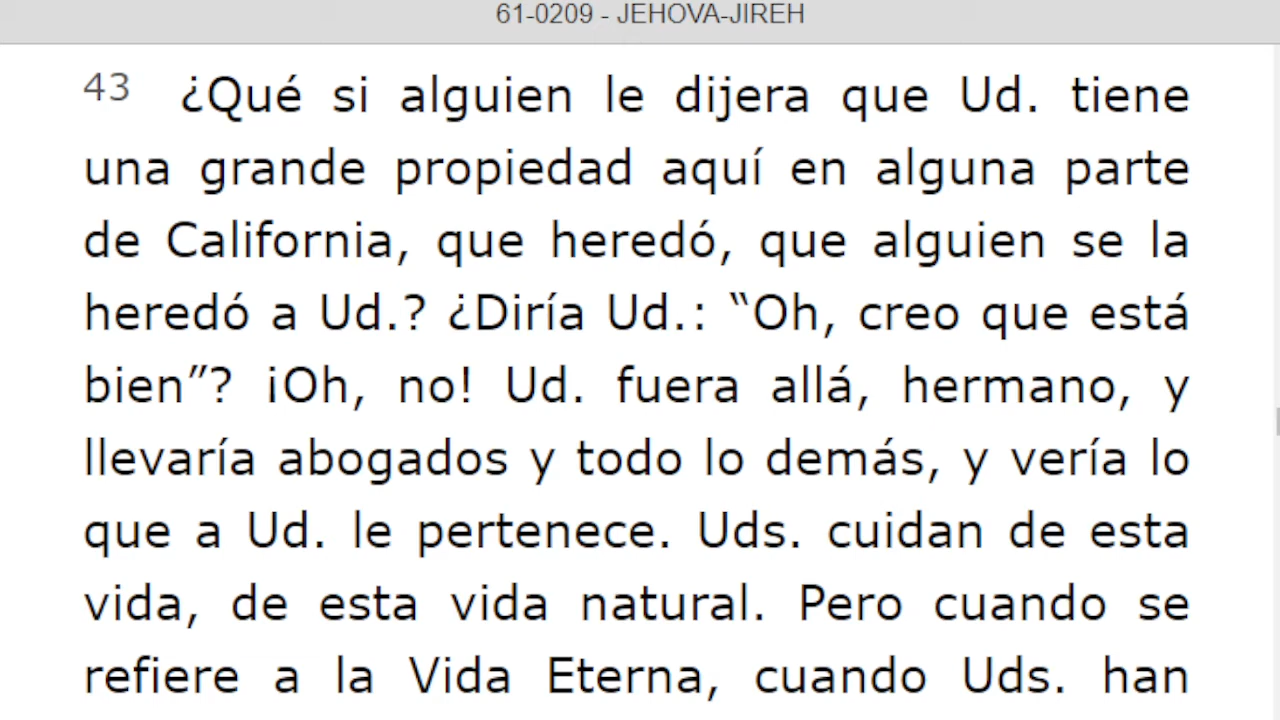 61-0209 - JEHOVA-JIREH
43 ¿Qué si alguien le dijera que Ud. tiene
una grande propiedad aquí en alguna parte
de California, que heredó, que alguien se la
heredó a Ud.? ¿Diría Ud.: “Oh, creo que está
bien”? ¡Oh, no! Ud. fuera allá, hermano, y
llevaría abogados y todo lo demás, y vería lo
que a Ud. le pertenece. Uds. cuidan de esta
vida, de esta vida natural. Pero cuando se
refiere a la Vida Eterna, cuando Uds. han